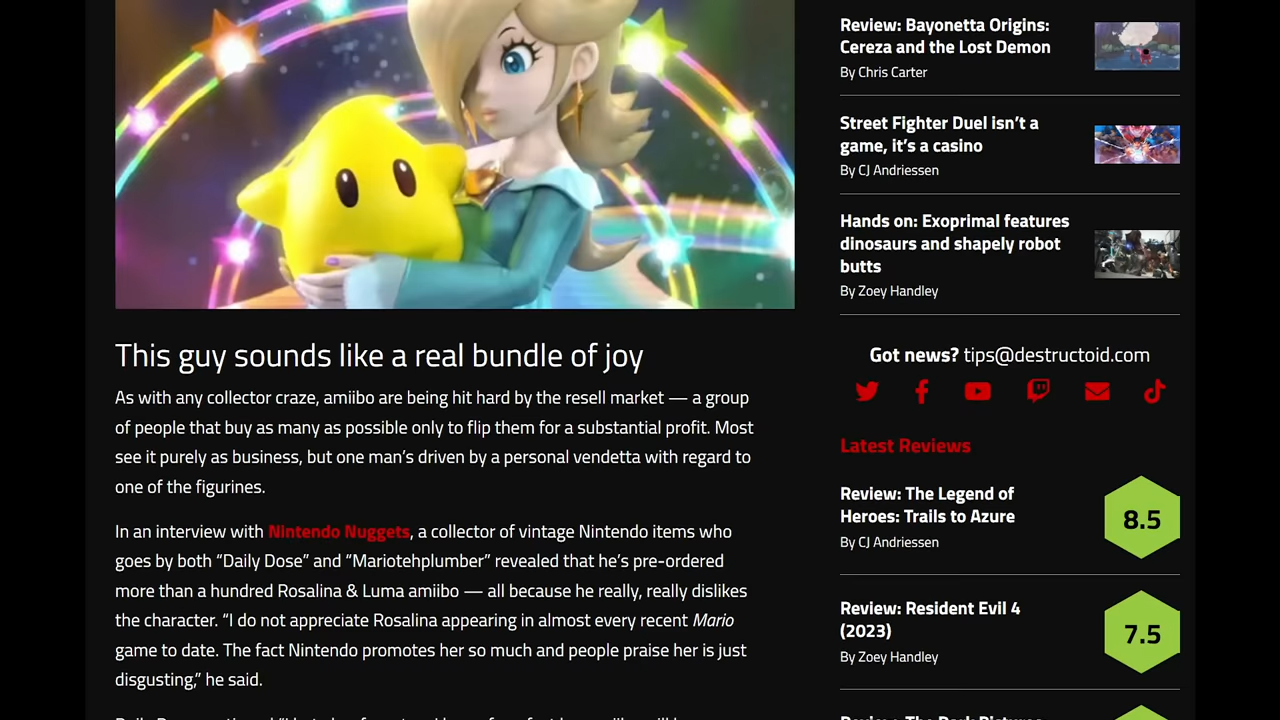 This guy sounds like a real bundle of joy
As with any collector craze, amiibo are being hit hard by the resell market — a group
of people that buy as many as possible only to flip them for a substantial profit. Most
see it purely as business, but one man’s driven by a personal vendetta with regard to
one of the figurines.
In an interview with Nintendo Nuggets, a collector of vintage Nintendo items who
goes by both “Daily Dose” and “Mariotehplumber” revealed that he’s pre-ordered
more than a hundred Rosalina & Luma amiibo — all because he really, really dislikes
the character. “I do not appreciate Rosalina appearing in almost every recent Mario
game to date. The fact Nintendo promotes her so much and people praise her is just
disgusting,” he said.
Review: Bayonetta Origins:
Cereza and the Lost Demon
By Chris Carter
Street Fighter Duel isn’t a
game, it’s a casino
By CJ Andriessen
Hands on: Exoprimal features
dinosaurs and shapely robot
butts
By Zoey Handley
Got news? tips@destructoid.com
Latest Reviews
Review: The Legend of
Heroes: Trails to Azure
By CJ Andriessen
8.5
Review: Resident Evil 4
(2023)
By Zoey Handley
7.5